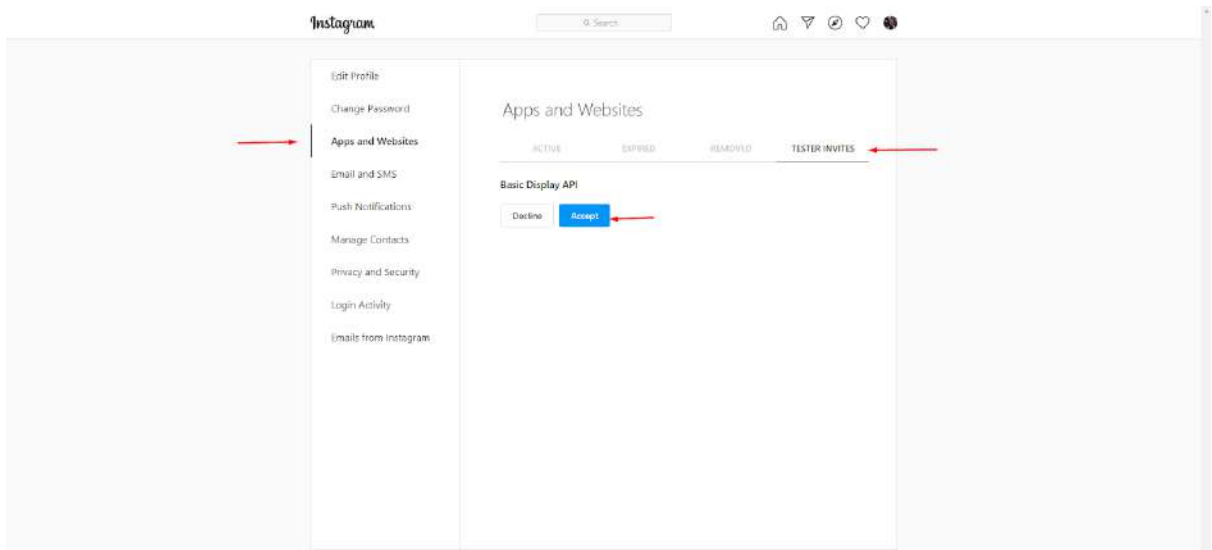 Instagram
Search
Edit Profile
Change Password
Apps and Websites
Email and SMS
Push Notifications
Manage Contacts
Privacy and Security
Login Activity
Emails from Instagram
Apps and Websites
ACTIVE EXPIRED REMOVED TESTER INVITES
Basic Display API
Decline Accept